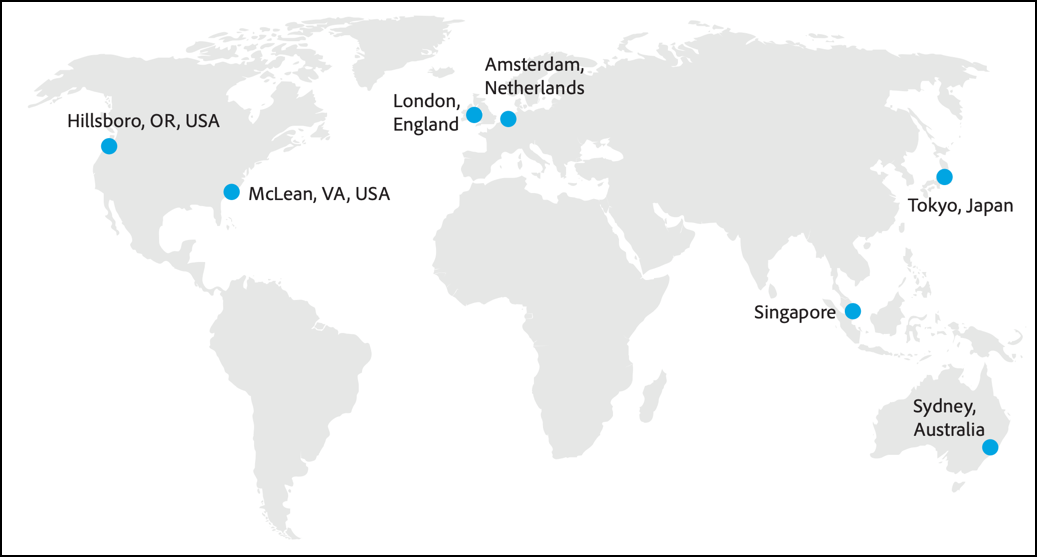 Amsterdam,
Netherlands
London,
England
Hillsboro, OR, USA
McLean, VA, USA
Tokyo, Japan
Singapore
Sydney,
Australia